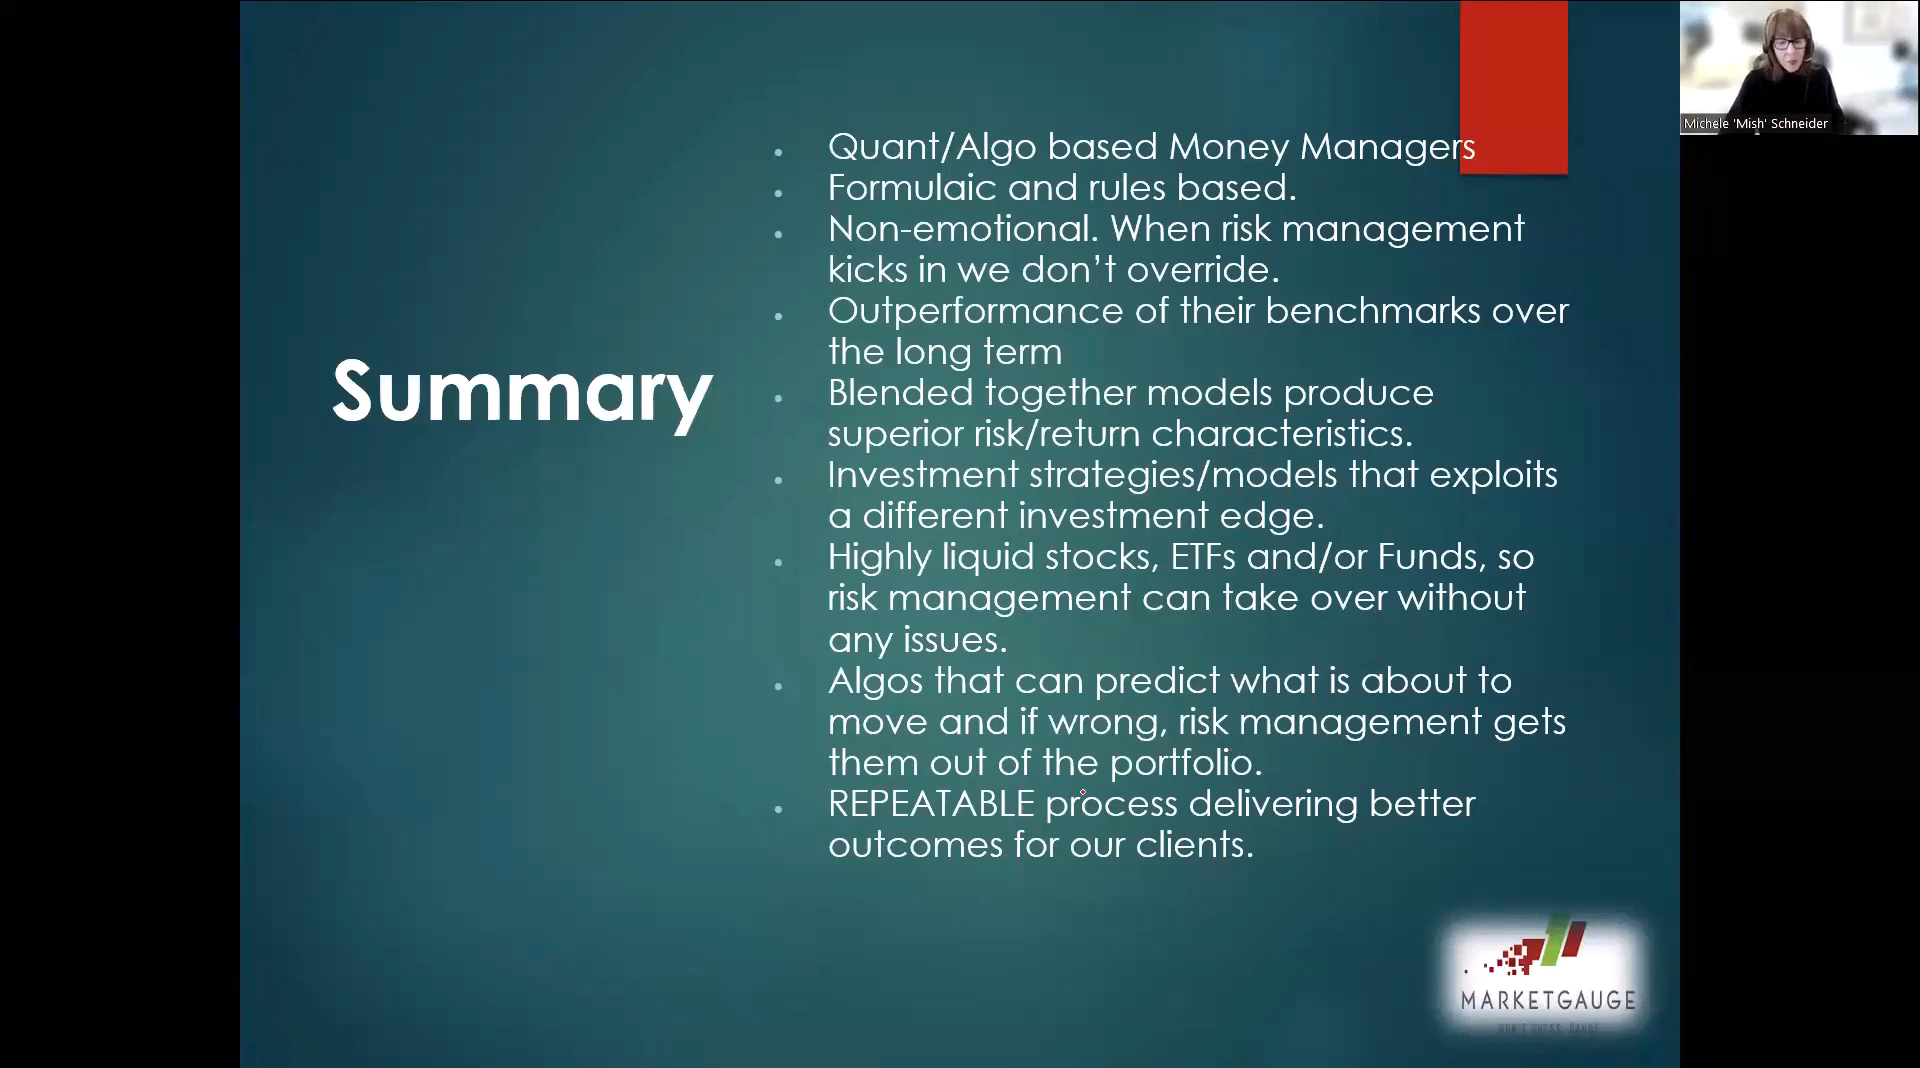 Michele 'Mish' Schneider
Summary
• Quant/Algo based Money Managers
• Formulaic and rules based.
• Non-emotional. When risk management
kicks in we don’t override.
• Outperformance of their benchmarks over
the long term
• Blended together models produce
superior risk/return characteristics.
• Investment strategies/models that exploits
a different investment edge.
• Highly liquid stocks, ETFs and/or Funds, so
risk management can take over without
any issues.
• Algos that can predict what is about to
move and if wrong, risk management gets
them out of the portfolio.
• REPEATABLE process delivering better
outcomes for our clients.
MARKETGAUGE